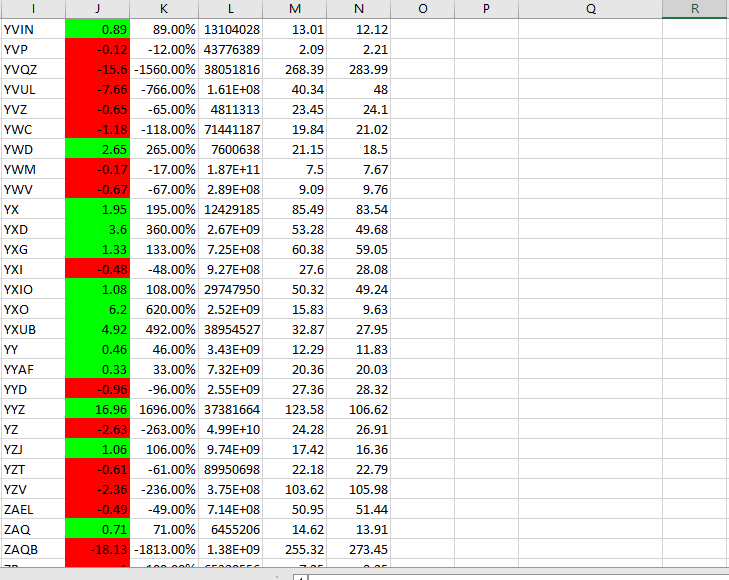 I J K L M N O P Q R
YVIN 0.89 89.00% 13104028 13.01 12.12
YVP -0.12 -12.00% 43776389 2.09 2.21
YVQZ -15.6 -1560.00% 38051816 268.39 283.99
YVUL -7.66 -766.00% 1.61E+08 40.34 48
YVZ -0.65 -65.00% 4811313 23.45 24.1
YWC -1.18 -118.00% 71441187 19.84 21.02
YWD 2.65 265.00% 7600638 21.15 18.5
YWM -0.17 -17.00% 1.87E+11 7.5 7.67
YWV -0.67 -67.00% 2.89E+08 9.09 9.76
YX 1.95 195.00% 12429185 85.49 83.54
YXD 3.6 360.00% 2.67E+09 53.28 49.68
YXG 1.33 133.00% 7.25E+08 60.38 59.05
YXI -0.48 -48.00% 9.27E+08 27.6 28.08
YXIO 1.08 108.00% 29747950 50.32 49.24
YXO 6.2 620.00% 2.52E+09 15.83 9.63
YXUB 4.92 492.00% 38954527 32.87 27.95
YY 0.46 46.00% 3.43E+09 12.29 11.83
YYAF 0.33 33.00% 7.32E+09 20.36 20.03
YYD -0.96 -96.00% 2.55E+09 27.36 28.32
YYZ 16.96 1696.00% 37381664 123.58 106.62
YZ -2.63 -263.00% 4.99E+10 24.28 26.91
YZJ 1.06 106.00% 9.74E+09 17.42 16.36
YZT -0.61 -61.00% 89950698 22.18 22.79
YZV -2.36 -236.00% 3.75E+08 103.62 105.98
ZAEL -0.49 -49.00% 7.14E+08 50.95 51.44
ZAQ 0.71 71.00% 6455206 14.62 13.91
ZAQB -18.13 -1813.00% 1.38E+09 255.32 273.45